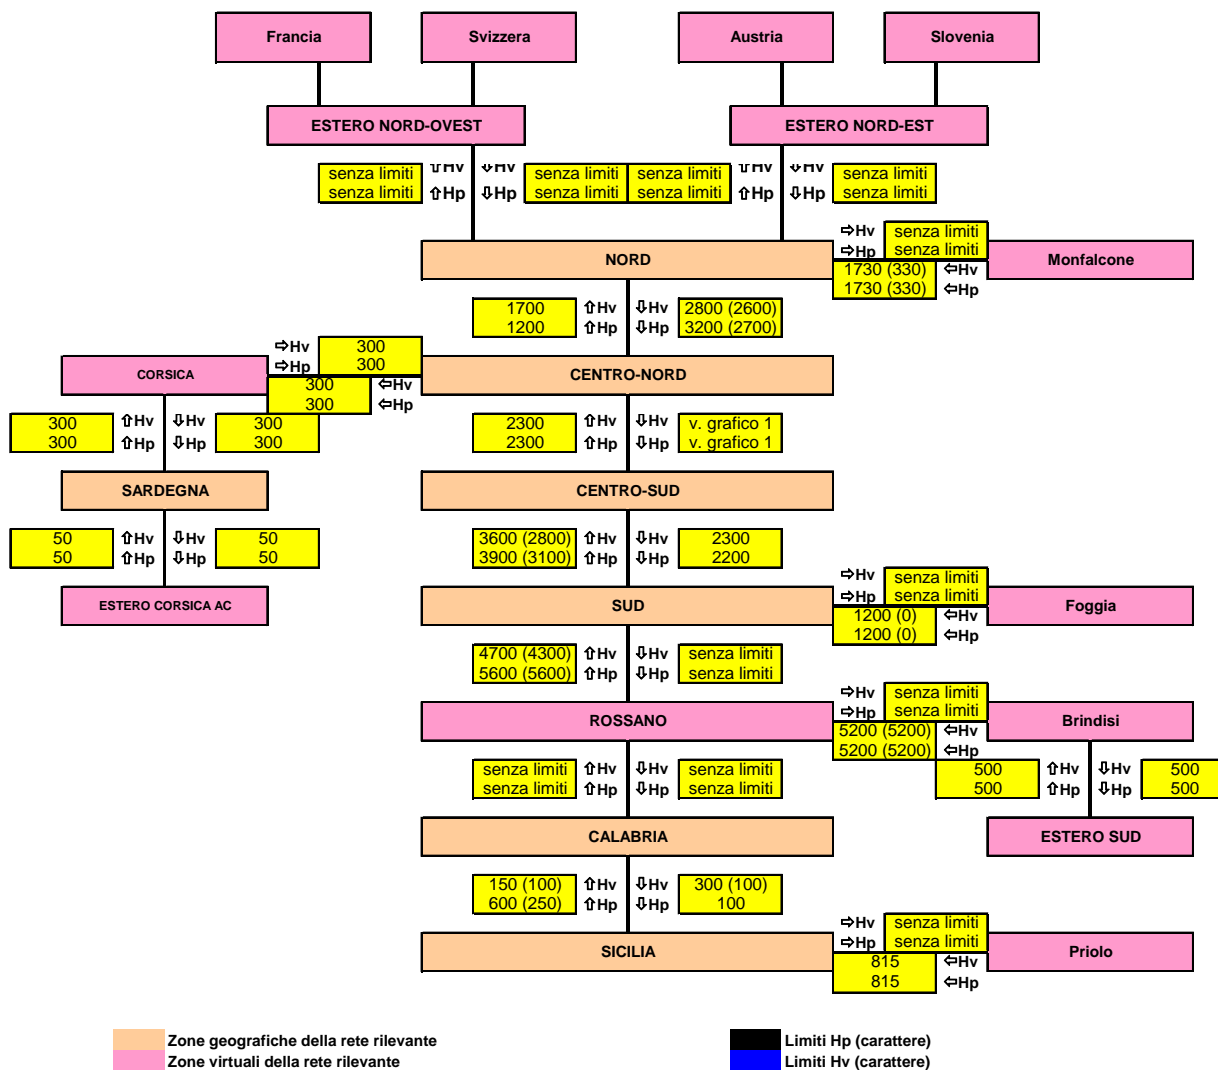 Francia
Svizzera
Austria
Slovenia
ESTERO NORD-OVEST
ESTERO NORD-EST
senza limiti ⇧Hv ⇩Hv senza limiti senza limiti ⇧Hv ⇩Hv senza limiti
senza limiti ⇧Hp ⇩Hp senza limiti senza limiti ⇧Hp ⇩Hp senza limiti
⇨Hv senza limiti
⇨Hp senza limiti
NORD
Monfalcone
1730 (330) ⇦Hv
1730 (330) ⇦Hp
1700 ⇧Hv ⇩Hv 2800 (2600)
1200 ⇧Hp ⇩Hp 3200 (2700)
⇨Hv 300
⇨Hp 300
CORSICA
CENTRO-NORD
300 ⇦Hv
300 ⇦Hp
300 ⇧Hv ⇩Hv 300
300 ⇧Hp ⇩Hp 300
2300 ⇧Hv ⇩Hv v. grafico 1
2300 ⇧Hp ⇩Hp v. grafico 1
SARDEGNA
CENTRO-SUD
50 ⇧Hv ⇩Hv 50
50 ⇧Hp ⇩Hp 50
3600 (2800) ⇧Hv ⇩Hv 2300
3900 (3100) ⇧Hp ⇩Hp 2200
⇨Hv senza limiti
⇨Hp senza limiti
ESTERO CORSICA AC
SUD
Foggia
1200 (0) ⇦Hv
1200 (0) ⇦Hp
4700 (4300) ⇧Hv ⇩Hv senza limiti
5600 (5600) ⇧Hp ⇩Hp senza limiti
⇨Hv senza limiti
⇨Hp senza limiti
ROSSANO
Brindisi
5200 (5200) ⇦Hv
5200 (5200) ⇦Hp
senza limiti ⇧Hv ⇩Hv senza limiti
senza limiti ⇧Hp ⇩Hp senza limiti
500 ⇧Hv ⇩Hv 500
500 ⇧Hp ⇩Hp 500
CALABRIA
ESTERO SUD
150 (100) ⇧Hv ⇩Hv 300 (100)
600 (250) ⇧Hp ⇩Hp 100
⇨Hv senza limiti
⇨Hp senza limiti
SICILIA
Priolo
815 ⇦Hv
815 ⇦Hp
Zone geografiche della rete rilevante
Limiti Hp (carattere)
Zone virtuali della rete rilevante
Limiti Hv (carattere)